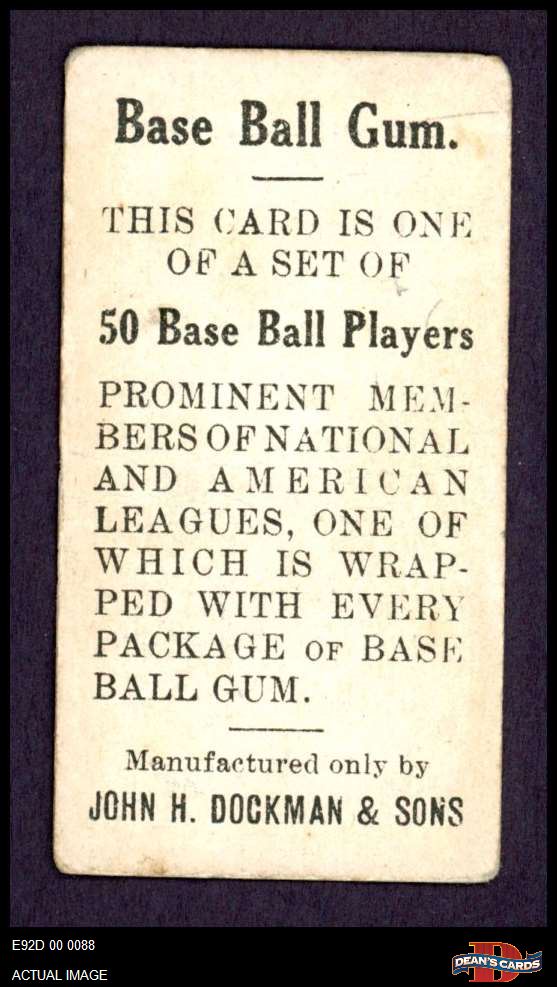 Base Ball Gum.
THIS CARD IS ONE
OF A SET OF
50 Base Ball Players
PROMINENT MEM-
BERS OF NATIONAL
AND AMERICAN
LEAGUES, ONE OF
WHICH IS WRAP-
PED WITH EVERY
PACKAGE OF BASE
BALL GUM.
Manufactured only by
JOHN H. DOCKMAN & SONS
E92D 00 0088
ACTUAL IMAGE
D
DEAN'S CARDS